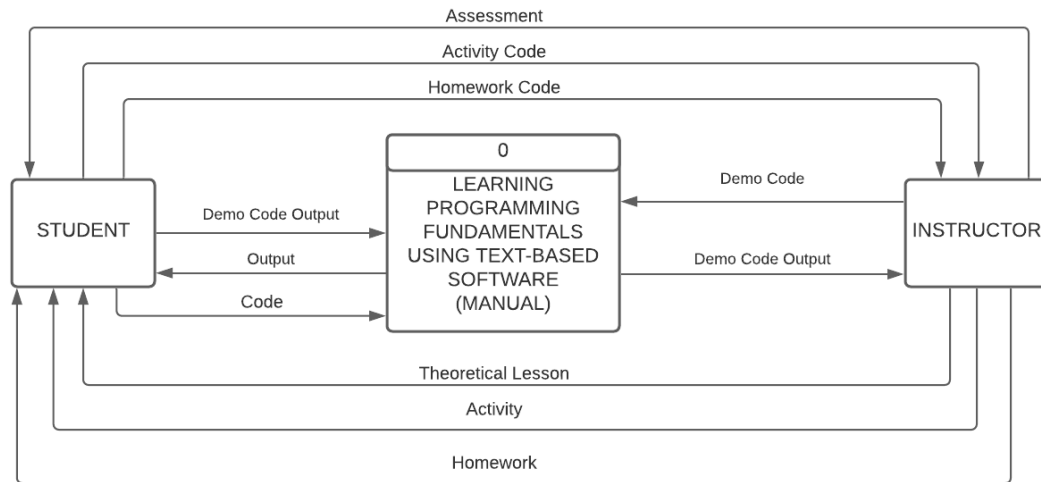 Assessment
Activity Code
Homework Code
0
LEARNING
PROGRAMMING
FUNDAMENTALS
USING TEXT-BASED
SOFTWARE
(MANUAL)
STUDENT
Demo Code Output
Output
Code
Demo Code
Demo Code Output
INSTRUCTOR
Theoretical Lesson
Activity
Homework